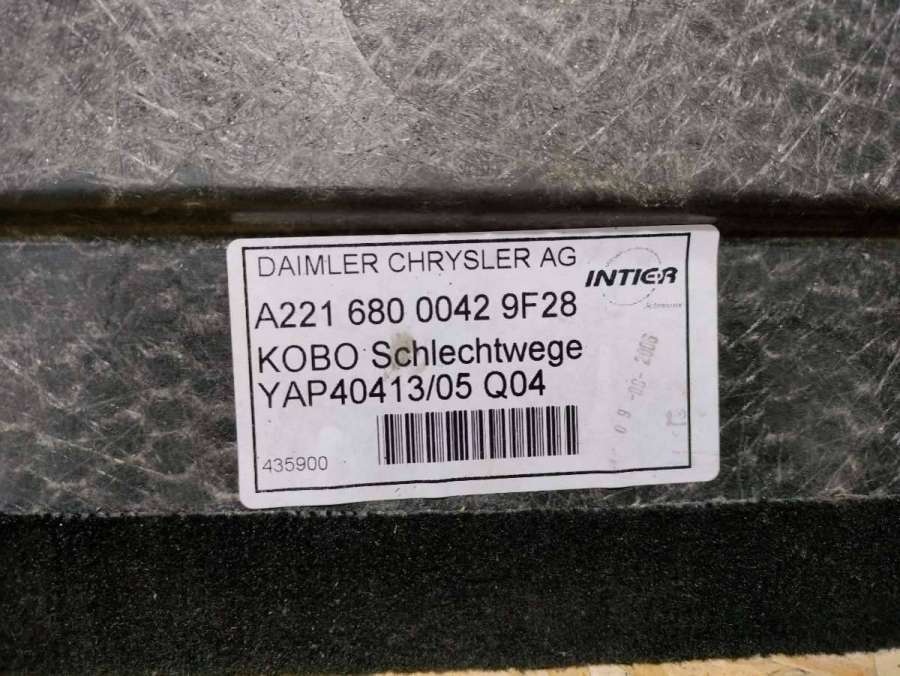 DAIMLER CHRYSLER AG
INTIER
A221 680 0042 9F28
KOBO Schlechtwege
YAP40413/05 Q04
435900